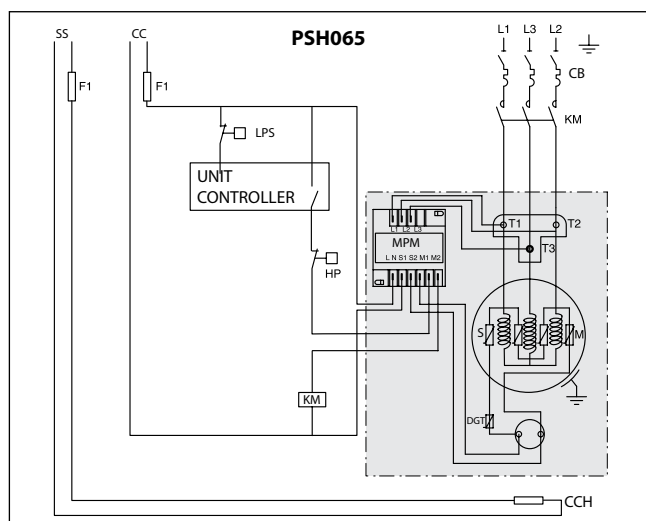 SS
CC
PSH065
L1 L3 L2
F1
F1
CB
KM
LPS
UNIT
CONTROLLER
HP
L1 L2 L3
MPM
L N S1 S2 M1 M2
T1
T2
T3
S
M
KM
DGT
CCH